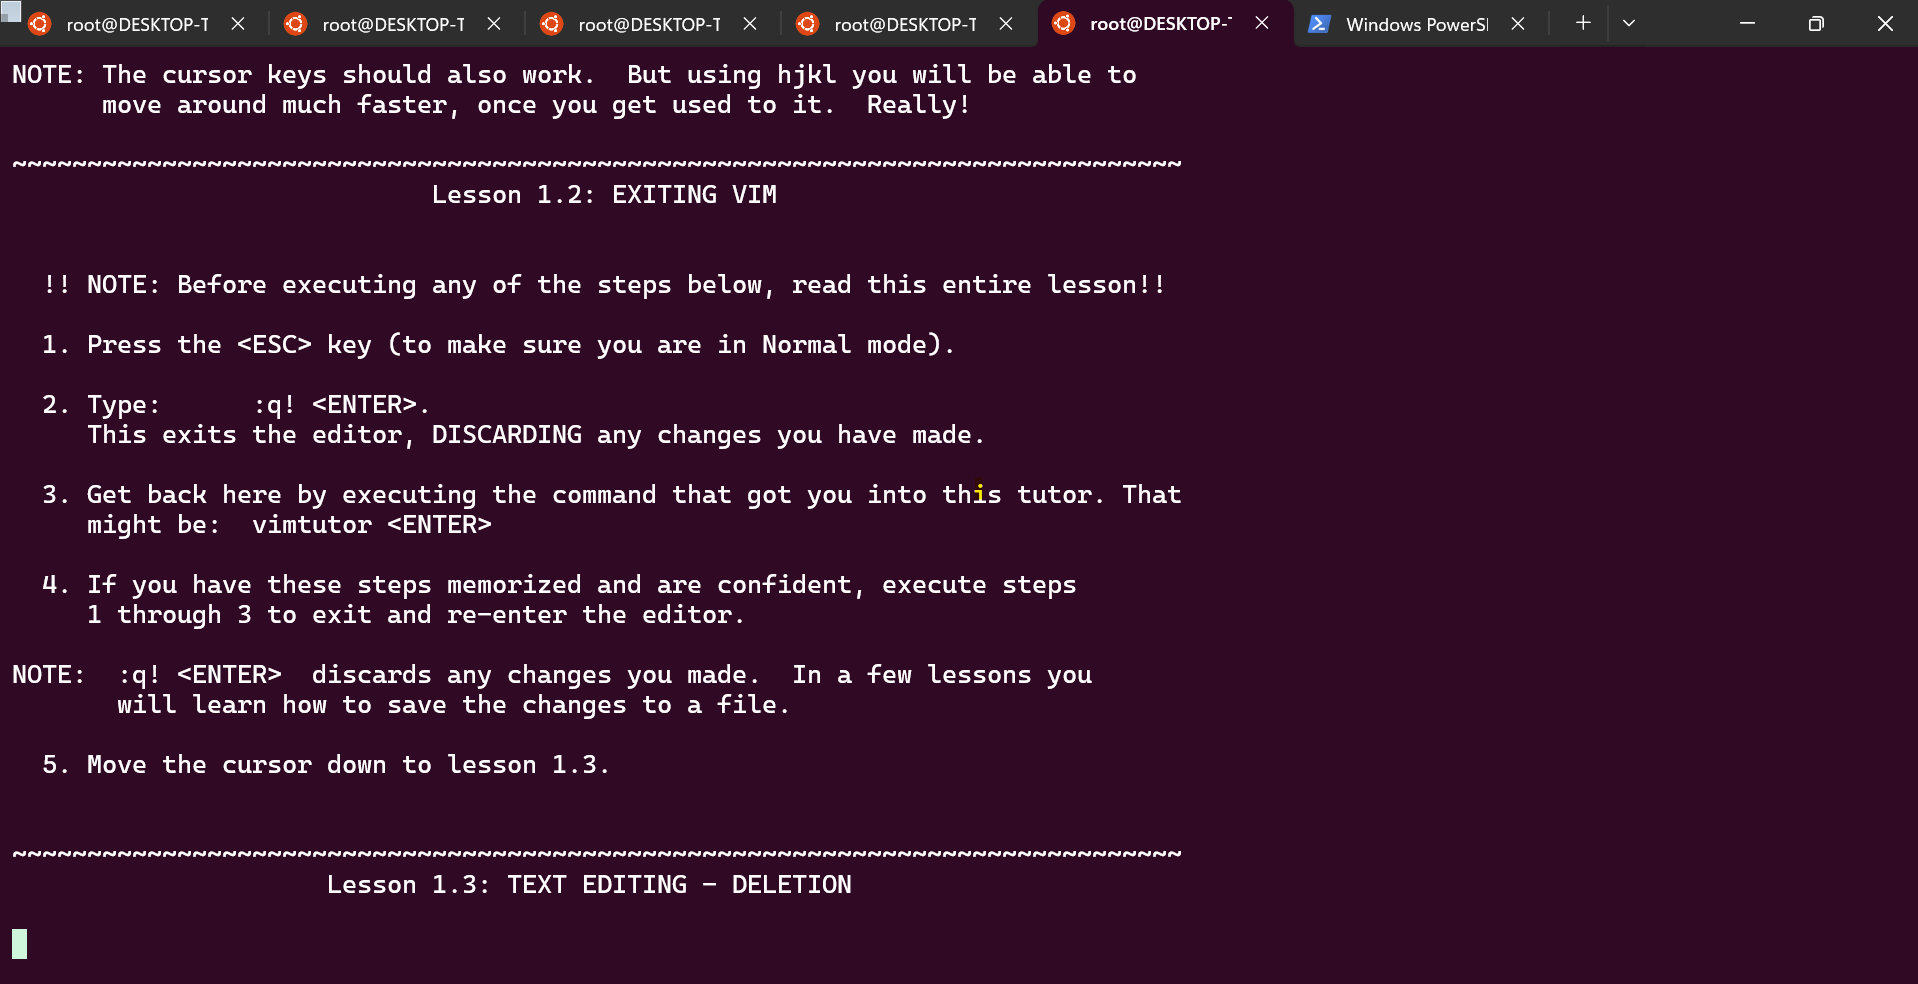 root@DESKTOP-T root@DESKTOP-T root@DESKTOP-T root@DESKTOP-T root@DESKTOP- Windows PowerSh
NOTE: The cursor keys should also work.  But using hjkl you will be able to
      move around much faster, once you get used to it.  Really!
~~~~~~~~~~~~~~~~~~~~~~~~~~~~~~~~~~~~~~~~~~~~~~~~~~~~~~~~~~~~~~~~~~~~~~~~~~~~~~
                            Lesson 1.2: EXITING VIM
  !! NOTE: Before executing any of the steps below, read this entire lesson!!
  1. Press the <ESC> key (to make sure you are in Normal mode).
  2. Type:      :q! <ENTER>.
     This exits the editor, DISCARDING any changes you have made.
  3. Get back here by executing the command that got you into this tutor. That
     might be:  vimtutor <ENTER>
  4. If you have these steps memorized and are confident, execute steps
     1 through 3 to exit and re-enter the editor.
NOTE:  :q! <ENTER>  discards any changes you made.  In a few lessons you
       will learn how to save the changes to a file.
  5. Move the cursor down to lesson 1.3.
~~~~~~~~~~~~~~~~~~~~~~~~~~~~~~~~~~~~~~~~~~~~~~~~~~~~~~~~~~~~~~~~~~~~~~~~~~~~~~
                     Lesson 1.3: TEXT EDITING - DELETION